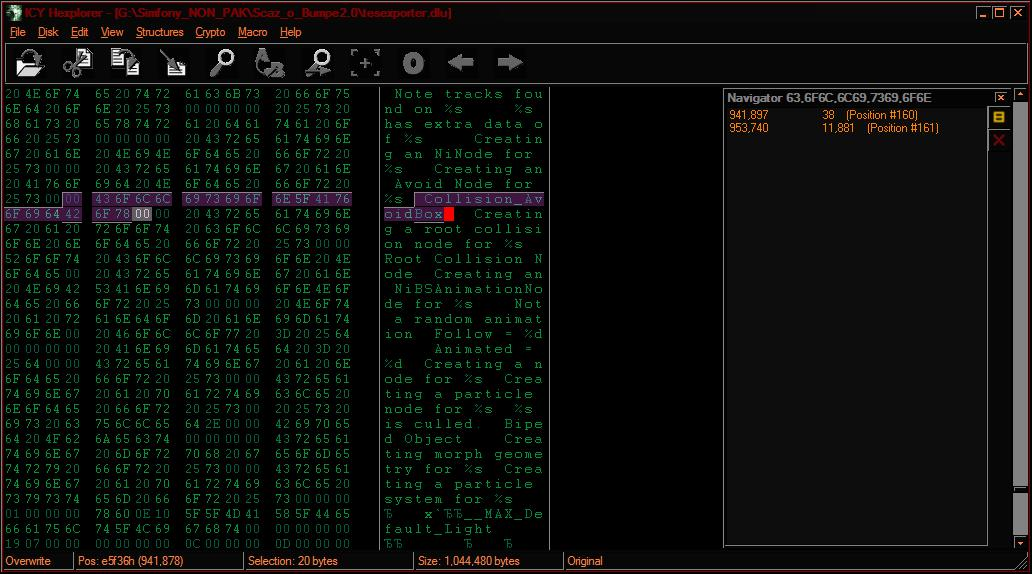 ICY Hexplorer - [G:\Simfony_NON_PAK\Scaz_o_Bumpe2.0\tesexporter.dlu]
File Disk Edit View Structures Crypto Macro Help
20 4E 6F 74 65 20 74 72 61 63 6B 73 20 66 6F 75 Note tracks fou
6E 64 20 6F 6E 20 25 73 00 00 00 00 20 25 73 20 nd on %s %s
68 61 73 20 65 78 74 72 61 20 64 61 74 61 20 6F has extra data o
66 20 25 73 00 00 00 00 20 43 72 65 61 74 69 6E f %s Creatin
67 20 61 6E 20 4E 69 4E 6F 64 65 20 66 6F 72 20 g an NiNode for
25 73 00 00 20 43 72 65 61 74 69 6E 67 20 61 6E %s Creating an
20 41 76 6F 69 64 20 4E 6F 64 65 20 66 6F 72 20 Avoid Node for
25 73 00 00 43 6F 6C 6C 69 73 69 6F 6E 5F 41 76 %s Collision_Av
6F 69 64 42 6F 78 00 00 20 43 72 65 61 74 69 6E oidBox Creatin
67 20 61 20 72 6F 6F 74 20 63 6F 6C 6C 69 73 69 g a root collisi
6F 6E 20 6E 6F 64 65 20 66 6F 72 20 25 73 00 00 on node for %s
52 6F 6F 74 20 43 6F 6C 6C 69 73 69 6F 6E 20 4E Root Collision N
6F 64 65 00 20 43 72 65 61 74 69 6E 67 20 61 6E ode Creating an
20 4E 69 42 53 41 6E 69 6D 61 74 69 6F 6E 4E 6F NiBSAnimationNo
64 65 20 66 6F 72 20 25 73 00 00 00 20 4E 6F 74 de for %s Not
20 61 20 72 61 6E 64 6F 6D 20 61 6E 69 6D 61 74 a random animat
69 6F 6E 00 20 46 6F 6C 6C 6F 77 20 3D 20 25 64 ion Follow = %d
00 00 00 00 20 41 6E 69 6D 61 74 65 64 20 3D 20 Animated =
25 64 00 00 43 72 65 61 74 69 6E 67 20 61 20 6E %d Creating a n
6F 64 65 20 66 6F 72 20 25 73 00 00 43 72 65 61 ode for %s Crea
74 69 6E 67 20 61 20 70 61 72 74 69 63 6C 65 20 ting a particle
6E 6F 64 65 20 66 6F 72 20 25 73 00 00 25 73 20 node for %s %s
69 73 20 63 75 6C 6C 65 64 2E 00 00 42 69 70 65 is culled. Bipe
64 20 4F 62 6A 65 63 74 00 00 00 00 43 72 65 61 d Object Crea
74 69 6E 67 20 6D 6F 72 70 68 20 67 65 6F 6D 65 ting morph geome
74 72 79 20 66 6F 72 20 25 73 00 00 43 72 65 61 try for %s Crea
74 69 6E 67 20 61 20 70 61 72 74 69 63 6C 65 20 ting a particle
73 79 73 74 65 6D 20 66 6F 72 20 25 73 00 00 00 system for %s
01 00 00 00 78 60 0E 10 5F 5F 4D 41 58 5F 44 65 Ђ x`ЂЂ__MAX_De
66 61 75 6C 74 5F 4C 69 67 68 74 00 00 00 00 00 fault_Light
19 07 00 00 00 00 00 00 0C 00 00 00 0D 00 00 00 ЂЂ Ђ Ђ
Navigator 63,6F6C,6C69,7369,6F6E
941,897 38 (Position #160)
953,740 11,881 (Position #161)
Overwrite Pos: e5f36h (941,878) Selection: 20 bytes Size: 1,044,480 bytes Original